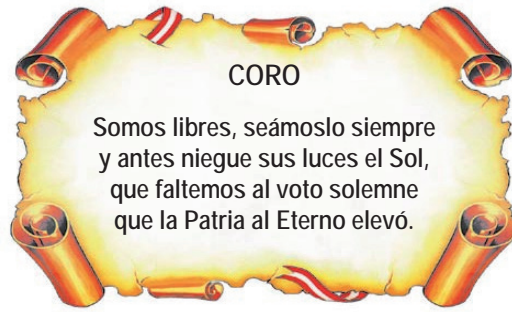 CORO
Somos libres, seámoslo siempre
y antes niegue sus luces el Sol,
que faltemos al voto solemne
que la Patria al Eterno elevó.